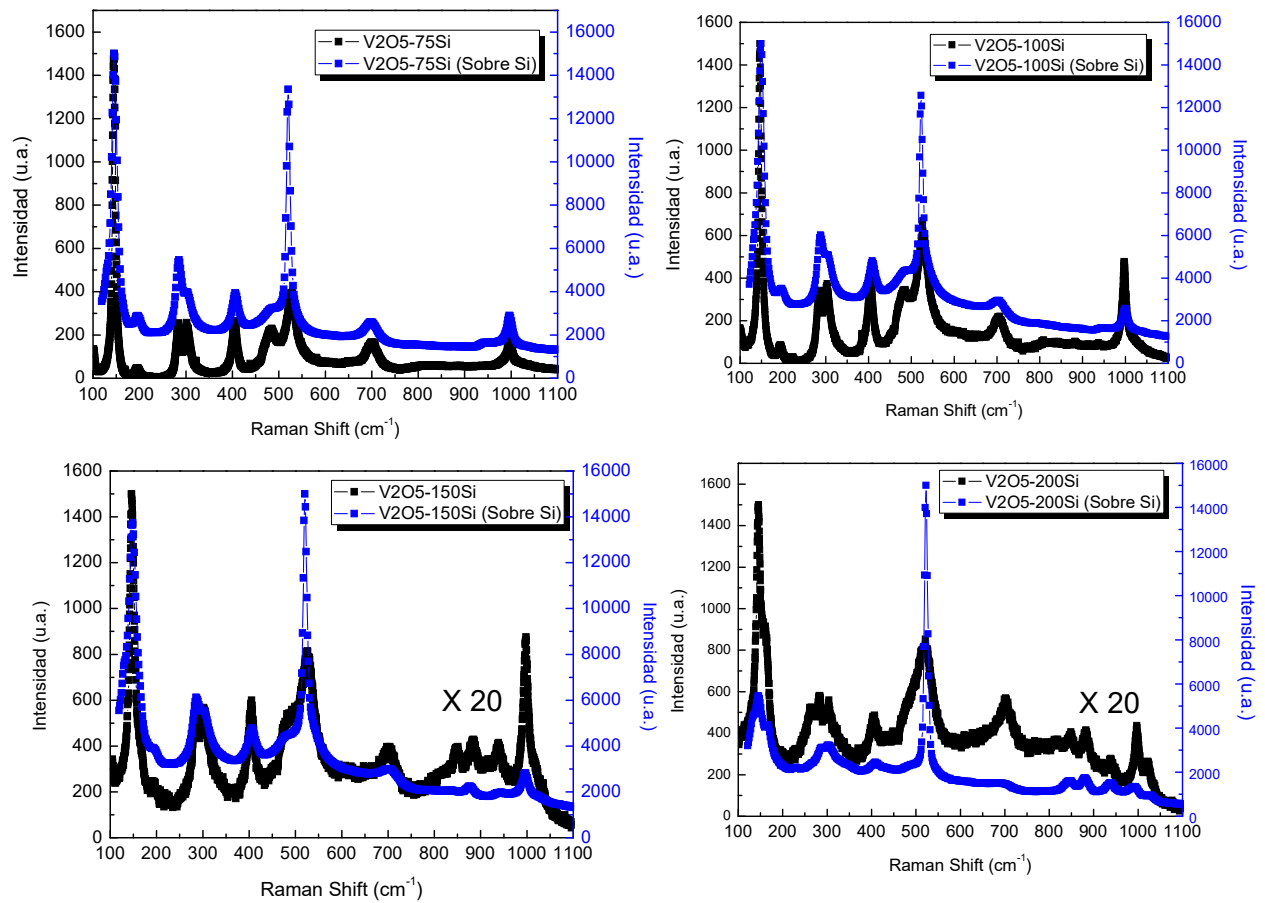 V2O5-75Si
V2O5-75Si (Sobre Si)
1600
1400
1200
1000
800
600
400
200
0
Intensidad (u.a.)
16000
14000
12000
10000
8000
6000
4000
2000
0
Intensidad (u.a.)
100 200 300 400 500 600 700 800 900 1000 1100
Raman Shift (cm⁻¹)
V2O5-100Si
V2O5-100Si (Sobre Si)
1600
1400
1200
1000
800
600
400
200
0
Intensidad (u.a.)
16000
14000
12000
10000
8000
6000
4000
2000
0
Intensidad (u.a.)
100 200 300 400 500 600 700 800 900 1000 1100
Raman Shift (cm⁻¹)
V2O5-150Si
V2O5-150Si (Sobre Si)
X 20
1600
1400
1200
1000
800
600
400
200
0
Intensidad (u.a.)
16000
14000
12000
10000
8000
6000
4000
2000
0
Intensidad (u.a.)
100 200 300 400 500 600 700 800 900 1000 1100
Raman Shift (cm⁻¹)
V2O5-200Si
V2O5-200Si (Sobre Si)
X 20
1600
1400
1200
1000
800
600
400
200
0
Intensidad (u.a.)
16000
14000
12000
10000
8000
6000
4000
2000
0
Intensidad (u.a.)
100 200 300 400 500 600 700 800 900 1000 1100
Raman Shift (cm⁻¹)